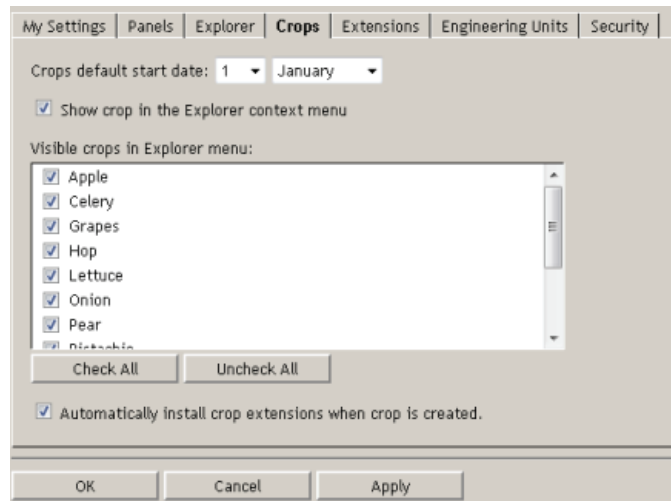 My Settings Panels Explorer Crops Extensions Engineering Units Security
Crops default start date: 1 January
Show crop in the Explorer context menu
Visible crops in Explorer menu:
Apple
Celery
Grapes
Hop
Lettuce
Onion
Pear
Pistachio
Check All Uncheck All
Automatically install crop extensions when crop is created.
OK Cancel Apply